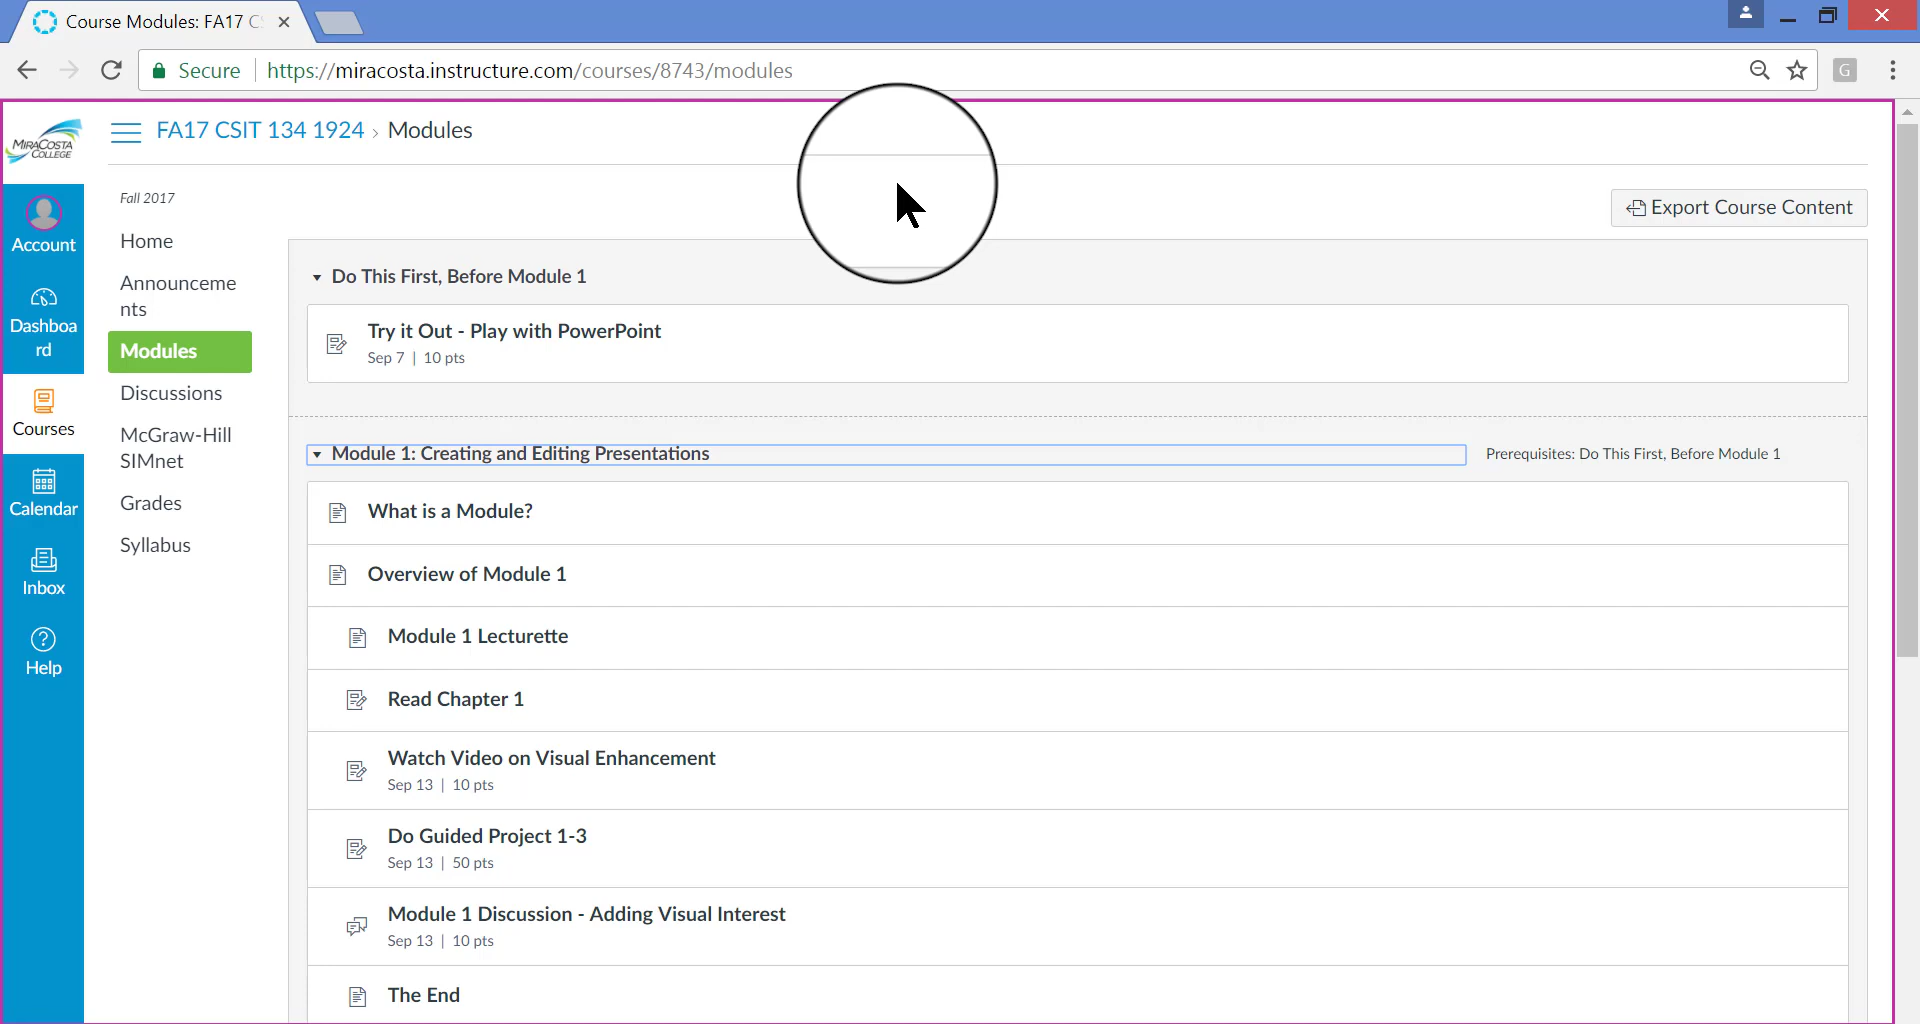 Course Modules: FA17 C
Secure
https://miracosta.instructure.com/courses/8743/modules
G
MIRACOSTA
COLLEGE
FA17 CSIT 134 1924 › Modules
Account
Dashboa
rd
Courses
Calendar
Inbox
Help
Fall 2017
Home
Announceme
nts
Modules
Discussions
McGraw-Hill
SIMnet
Grades
Syllabus
Export Course Content
Do This First, Before Module 1
Try it Out - Play with PowerPoint
Sep 7 | 10 pts
Module 1: Creating and Editing Presentations
Prerequisites: Do This First, Before Module 1
What is a Module?
Overview of Module 1
Module 1 Lecturette
Read Chapter 1
Watch Video on Visual Enhancement
Sep 13 | 10 pts
Do Guided Project 1-3
Sep 13 | 50 pts
Module 1 Discussion - Adding Visual Interest
Sep 13 | 10 pts
The End